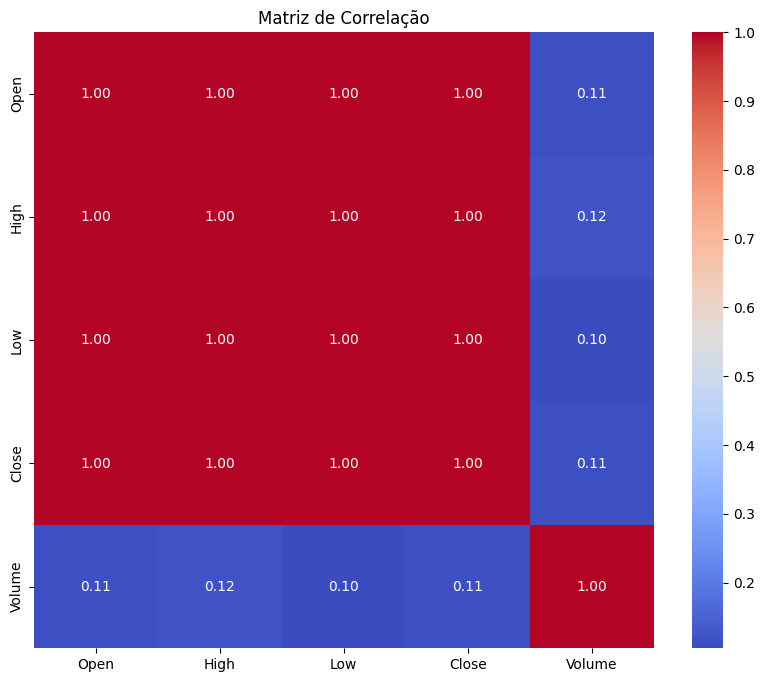 Matriz de Correlação
Open 1.00 1.00 1.00 1.00 0.11
High 1.00 1.00 1.00 1.00 0.12
Low 1.00 1.00 1.00 1.00 0.10
Close 1.00 1.00 1.00 1.00 0.11
Volume 0.11 0.12 0.10 0.11 1.00
Open High Low Close Volume
1.0
0.9
0.8
0.7
0.6
0.5
0.4
0.3
0.2